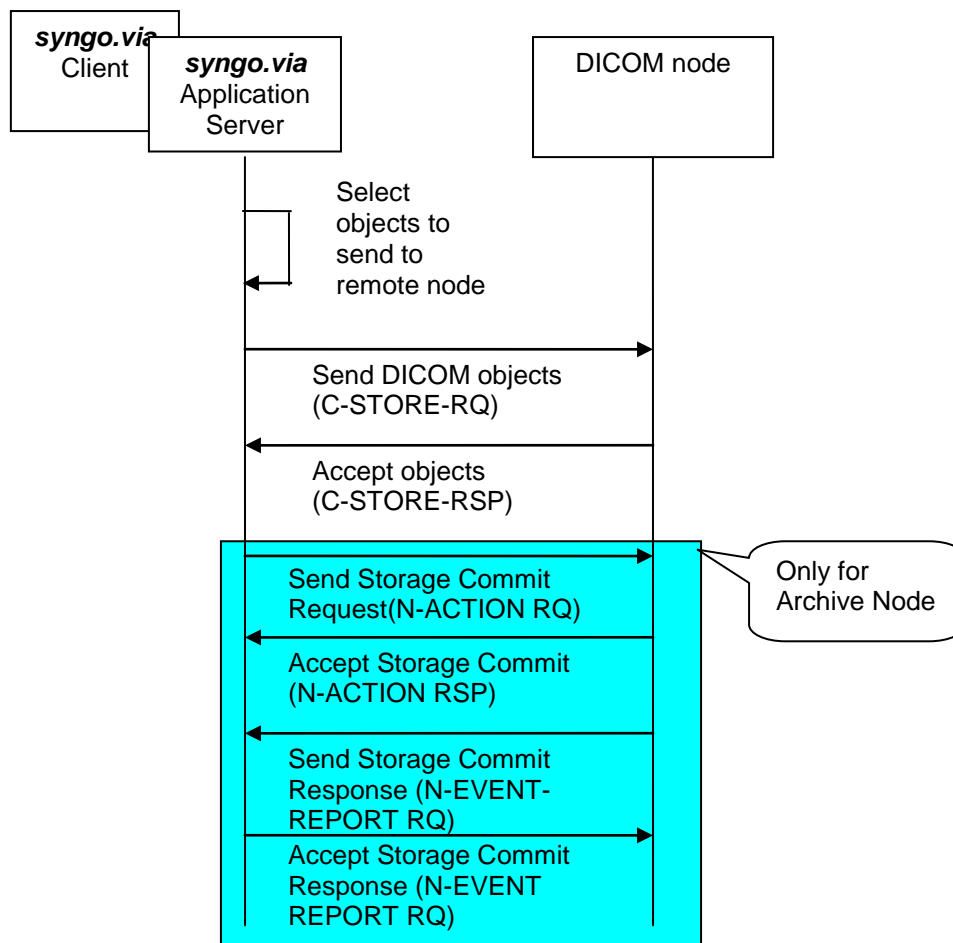 syngo.via
Client
syngo.via
Application
Server
DICOM node
Select
objects to
send to
remote node
Send DICOM objects
(C-STORE-RQ)
Accept objects
(C-STORE-RSP)
Send Storage Commit
Request(N-ACTION RQ)
Only for
Archive Node
Accept Storage Commit
(N-ACTION RSP)
Send Storage Commit
Response (N-EVENT-
REPORT RQ)
Accept Storage Commit
Response (N-EVENT
REPORT RQ)